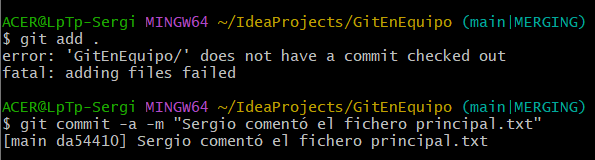 ACER@LpTp-Sergi MINGW64 ~/IdeaProjects/GitEnEquipo (main|MERGING)
$ git add .
error: 'GitEnEquipo/' does not have a commit checked out
fatal: adding files failed
ACER@LpTp-Sergi MINGW64 ~/IdeaProjects/GitEnEquipo (main|MERGING)
$ git commit -a -m "Sergio comentó el fichero principal.txt"
[main da54410] Sergio comentó el fichero principal.txt